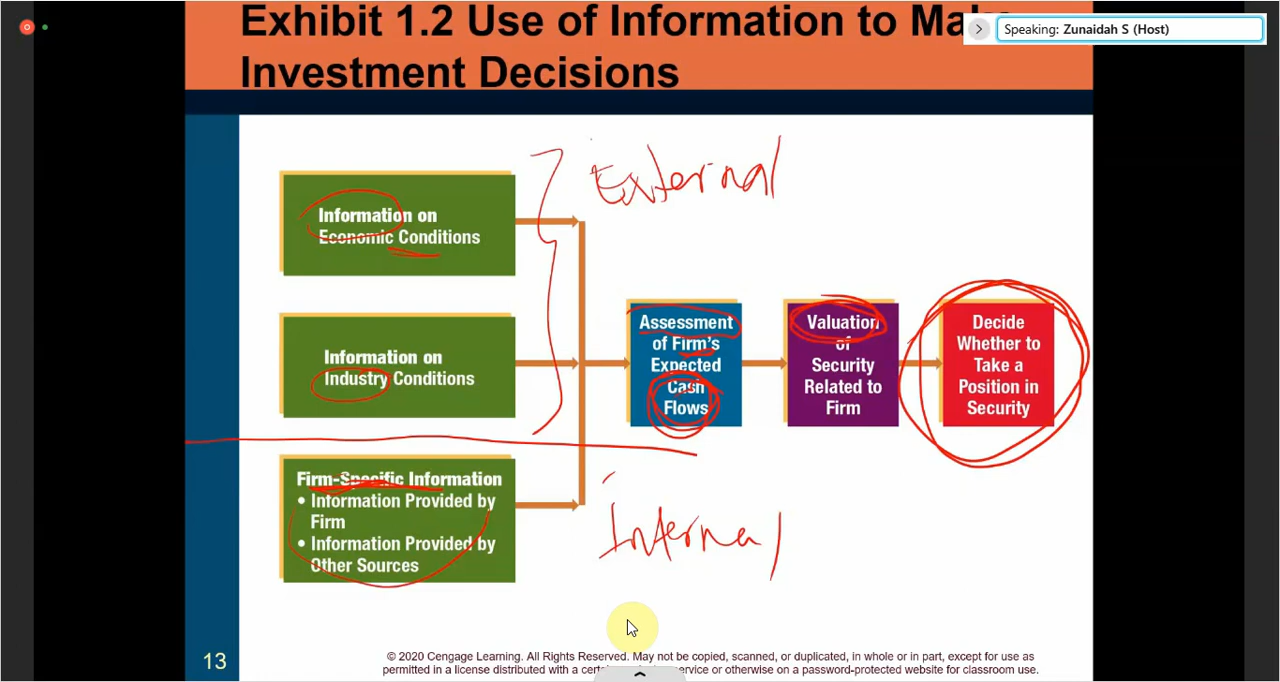 Exhibit 1.2 Use of Information to Make
Investment Decisions
Speaking: Zunaidah S (Host)
External
Information on
Economic Conditions
Information on
Industry Conditions
Firm-Specific Information
• Information Provided by
Firm
• Information Provided by
Other Sources
Internal
Assessment
of Firm's
Expected
Cash
Flows
Valuation
of
Security
Related to
Firm
Decide
Whether to
Take a
Position in
Security
13
© 2020 Cengage Learning. All Rights Reserved. May not be copied, scanned, or duplicated, in whole or in part, except for use as
permitted in a license distributed with a certain service or otherwise on a password-protected website for classroom use.